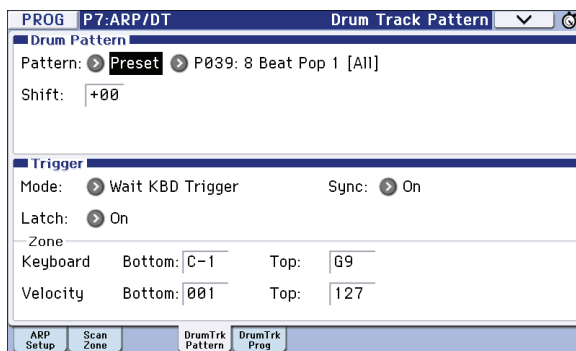 PROG P7:ARP/DT Drum Track Pattern
Drum Pattern
Pattern: Preset P039: 8 Beat Pop 1 [All]
Shift: +00
Trigger
Mode: Wait KBD Trigger Sync: On
Latch: On
Zone
Keyboard Bottom: C-1 Top: G9
Velocity Bottom: 001 Top: 127
ARP Setup Scan Zone DrumTrk Pattern DrumTrk Prog